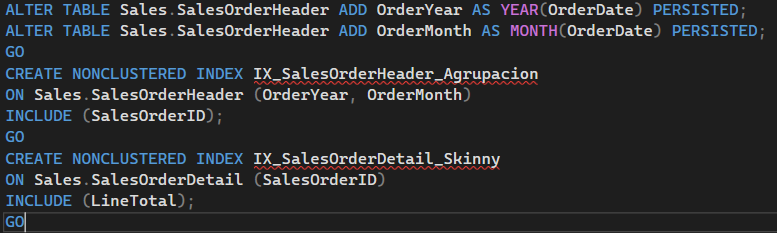 ALTER TABLE Sales.SalesOrderHeader ADD OrderYear AS YEAR(OrderDate) PERSISTED;
ALTER TABLE Sales.SalesOrderHeader ADD OrderMonth AS MONTH(OrderDate) PERSISTED;
GO
CREATE NONCLUSTERED INDEX IX_SalesOrderHeader_Agrupacion
ON Sales.SalesOrderHeader (OrderYear, OrderMonth)
INCLUDE (SalesOrderID);
GO
CREATE NONCLUSTERED INDEX IX_SalesOrderDetail_Skinny
ON Sales.SalesOrderDetail (SalesOrderID)
INCLUDE (LineTotal);
GO